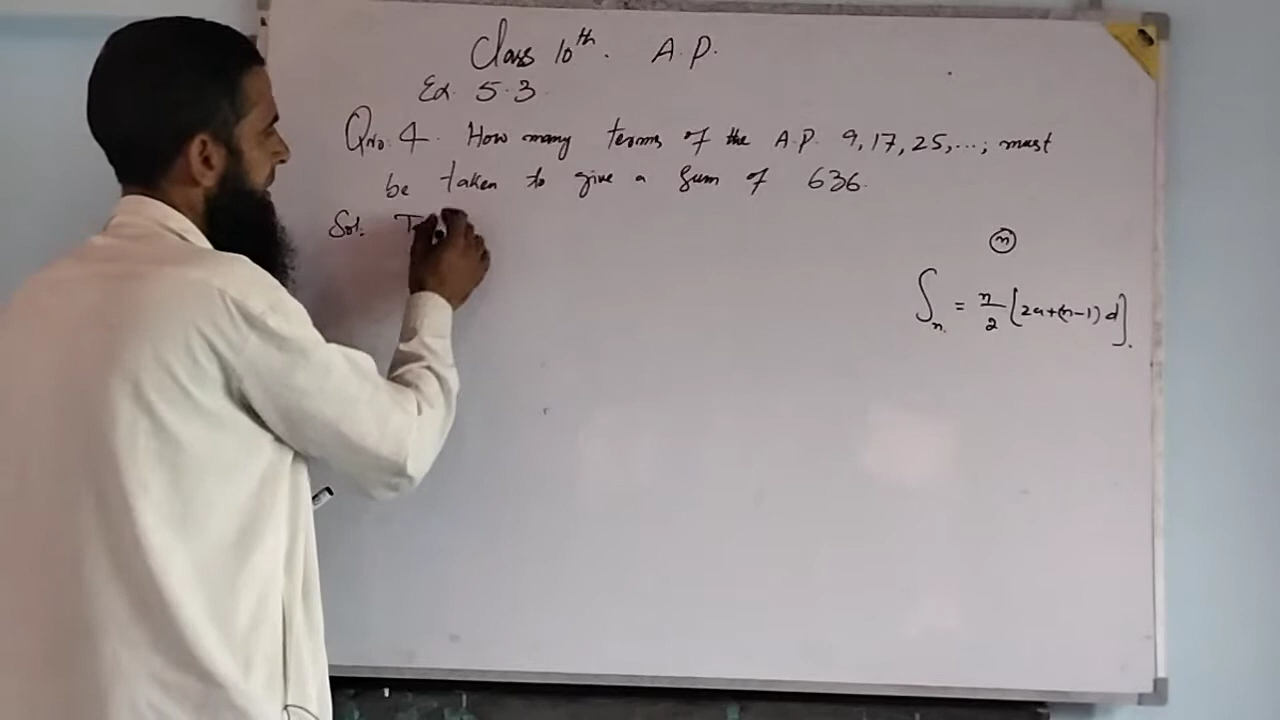 Class 10th. A.P.
Ex. 5.3
Qno. 4. How many terms of the A.P. 9, 17, 25, ...; must
be taken to give a sum of 636.
Sol:
n
Sn = n/2 [2a+(n-1)d].